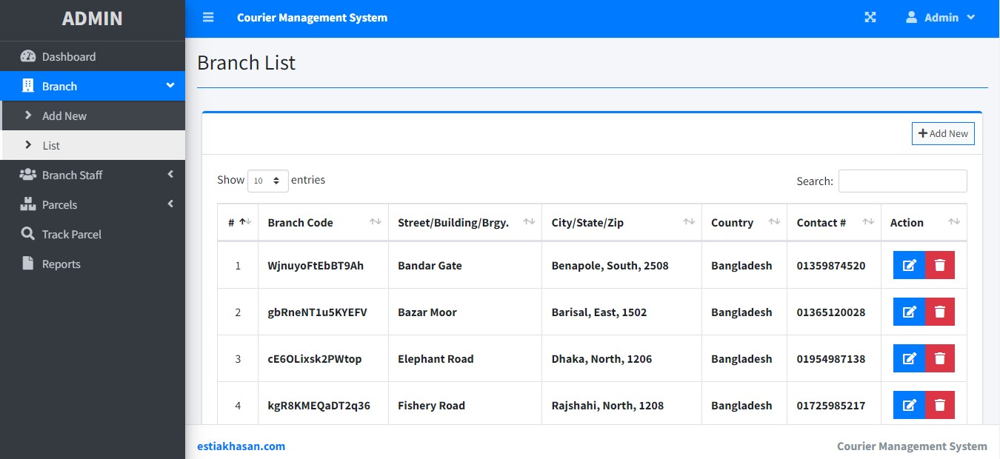 ADMIN
Courier Management System
Admin
Dashboard
Branch
Add New
List
Branch Staff
Parcels
Track Parcel
Reports
Branch List
Add New
Show 10 entries
Search:
# Branch Code Street/Building/Brgy. City/State/Zip Country Contact # Action
1 WjnuyoFtEbBT9Ah Bandar Gate Benapole, South, 2508 Bangladesh 01359874520
2 gbRneNT1u5KYEFV Bazar Moor Barisal, East, 1502 Bangladesh 01365120028
3 cE6OLixsk2PWtop Elephant Road Dhaka, North, 1206 Bangladesh 01954987138
4 kgR8KMEQaDT2q36 Fishery Road Rajshahi, North, 1208 Bangladesh 01725985217
estiakhasan.com
Courier Management System